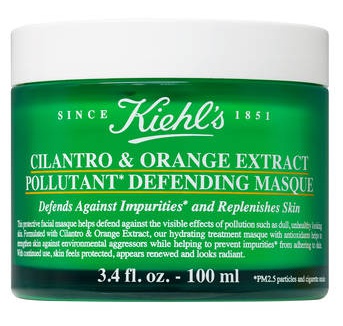 SINCE Kiehl's 1851
CILANTRO & ORANGE EXTRACT
POLLUTANT* DEFENDING MASQUE
Defends Against Impurities* and Replenishes Skin
This protective facial masque helps defend against the visible effects of pollution such as dull, unhealthy looking
skin. Formulated with Cilantro & Orange Extract, our hydrating treatment masque with antioxidants helps to
strengthen skin against environmental aggressors while helping to prevent impurities* from adhering to skin.
With continued use, skin feels protected, appears renewed and looks radiant.
3.4 fl. oz. - 100 ml
*PM2.5 particles and cigarette